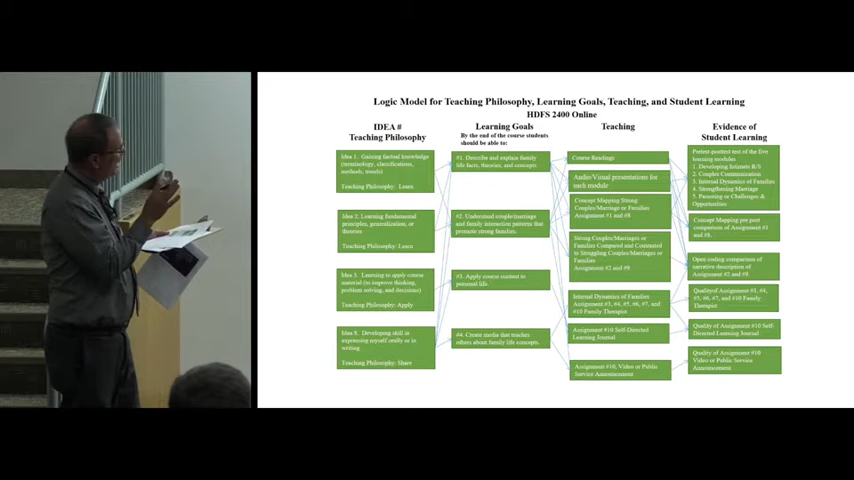 Logic Model for Teaching Philosophy, Learning Goals, Teaching, and Student Learning
HDFS 2400 Online
IDEA #
Teaching Philosophy
Idea 1. Gaining factual knowledge
(terminology, classifications,
methods, trends)
Teaching Philosophy: Learn
Idea 2. Learning fundamental
principles, generalization, or
theories
Teaching Philosophy: Learn
Idea 3. Learning to apply course
material (to improve thinking,
problem solving, and decisions)
Teaching Philosophy: Apply
Idea 8. Developing skill in
expressing myself orally or in
writing
Teaching Philosophy: Share
Learning Goals
By the end of the course students
should be able to:
#1. Describe and explain family
life facts, theories, and concepts.
#2. Understand couple/marriage
and family interaction patterns that
promote strong families.
#3. Apply course content to
personal life.
#4. Create media that teaches
others about family life concepts.
Teaching
Course Readings
Audio/Visual presentations for
each module
Concept Mapping Strong
Couples/Marriage or Families
Assignment #1 and #8
Strong Couples/Marriages or
Families Compared and Contrasted
to Struggling Couples/Marriages or
Families
Assignment #2 and #9
Internal Dynamics of Families
Assignment #3, #4, #5, #6, #7, and
#10 Family Therapist
Assignment #10 Self-Directed
Learning Journal
Assignment #10, Video or Public
Service Announcement
Evidence of
Student Learning
Pretest-posttest test of the five
learning modules
1. Developing Intimate R/S
2. Couples Communication
3. Internal Dynamics of Families
4. Strengthening Marriage
5. Parenting or Challenges &
Opportunities
Concept Mapping pre post
comparison of Assignment #1
and #8.
Open coding comparison of
narrative description of
Assignment #2 and #9
Quality of Assignment #3, #4,
#5, #6, #7, and #10 Family
Therapist
Quality of Assignment #10 Self-
Directed Learning Journal
Quality of Assignment #10
Video or Public Service
Announcement